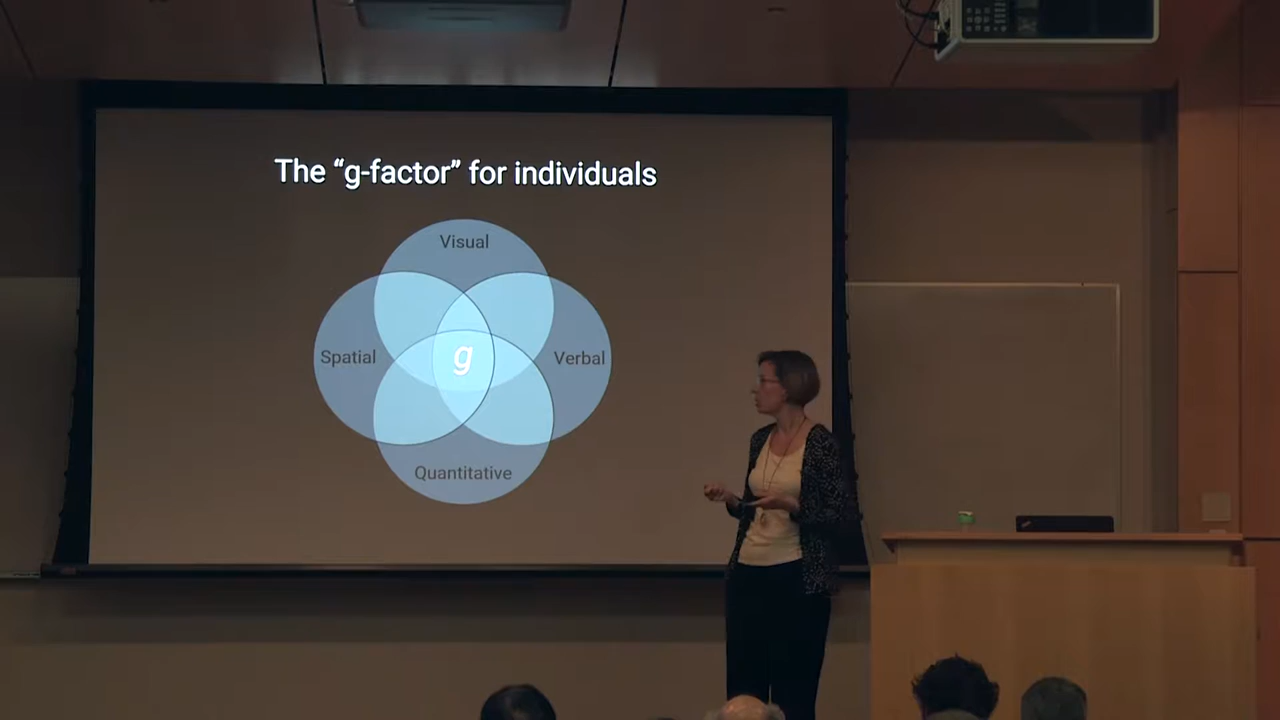 The “g-factor” for individuals
Visual
Spatial
g
Verbal
Quantitative